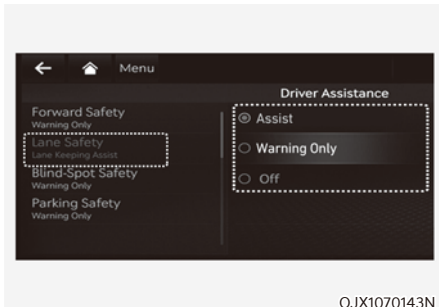 Menu
Driver Assistance
Forward Safety
Warning Only
Lane Safety
Lane Keeping Assist
Blind-Spot Safety
Warning Only
Parking Safety
Warning Only
Assist
Warning Only
Off
OJX1070143N